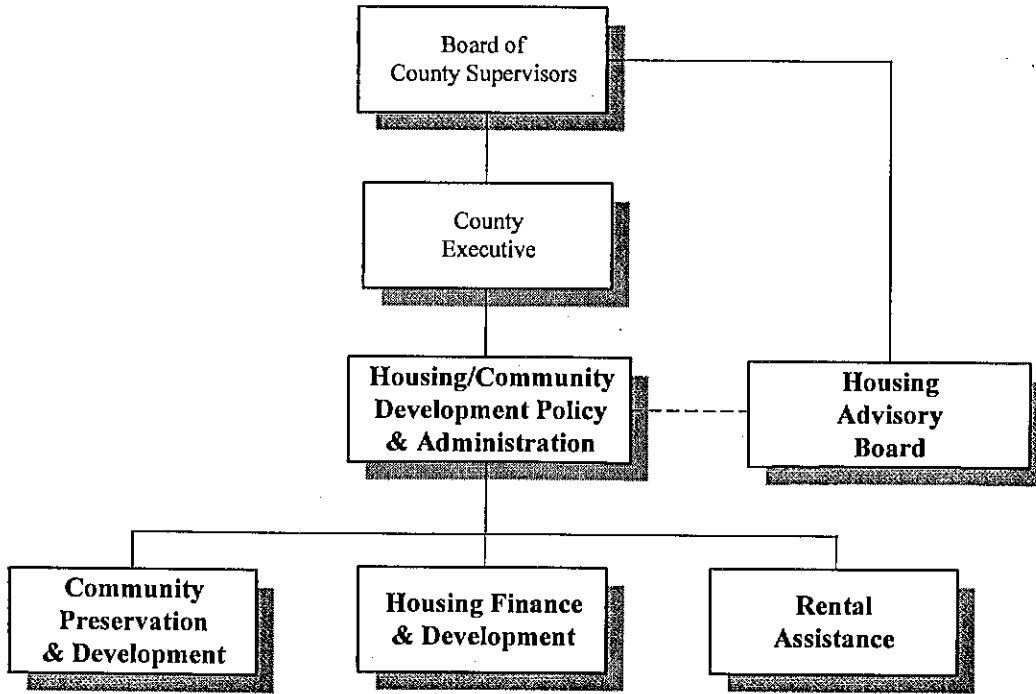 Board of
County Supervisors
County
Executive
Housing/Community
Development Policy
& Administration
Housing
Advisory
Board
Community
Preservation
& Development
Housing Finance
& Development
Rental
Assistance